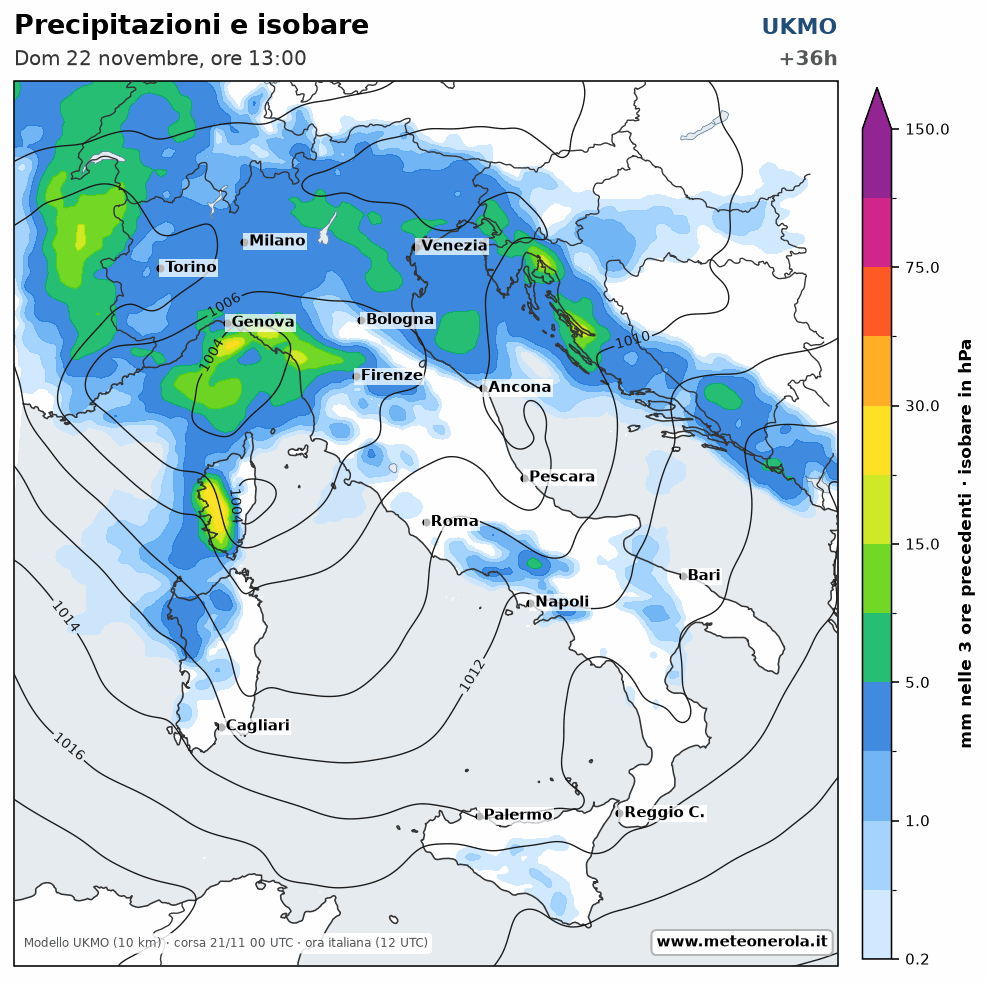 Precipitazioni e isobare
UKMO
Dom 22 novembre, ore 13:00
+36h
150.0
75.0
30.0
15.0
5.0
1.0
0.2
mm nelle 3 ore precedenti · isobare in hPa
Milano
Venezia
Torino
1006
Genova
Bologna
1010
1004
Firenze
Ancona
Pescara
1004
Roma
Bari
Napoli
1014
1012
Cagliari
1016
Palermo
Reggio C.
Modello UKMO (10 km) · corsa 21/11 00 UTC · ora italiana (12 UTC)
www.meteonerola.it